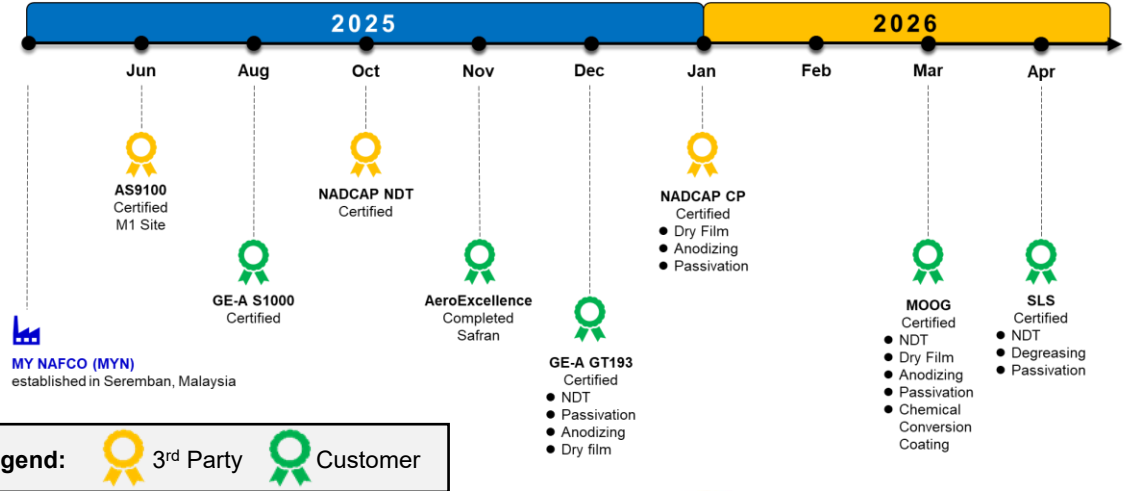 2025
2026
Jun
Aug
Oct
Nov
Dec
Jan
Feb
Mar
Apr
MY NAFCO (MYN)
established in Seremban, Malaysia
AS9100
Certified
M1 Site
GE-A S1000
Certified
NADCAP NDT
Certified
AeroExcellence
Completed
Safran
GE-A GT193
Certified
● NDT
● Passivation
● Anodizing
● Dry film
NADCAP CP
Certified
● Dry Film
● Anodizing
● Passivation
MOOG
Certified
● NDT
● Dry Film
● Anodizing
● Passivation
● Chemical
Conversion
Coating
SLS
Certified
● NDT
● Degreasing
● Passivation
gend: 3rd Party Customer